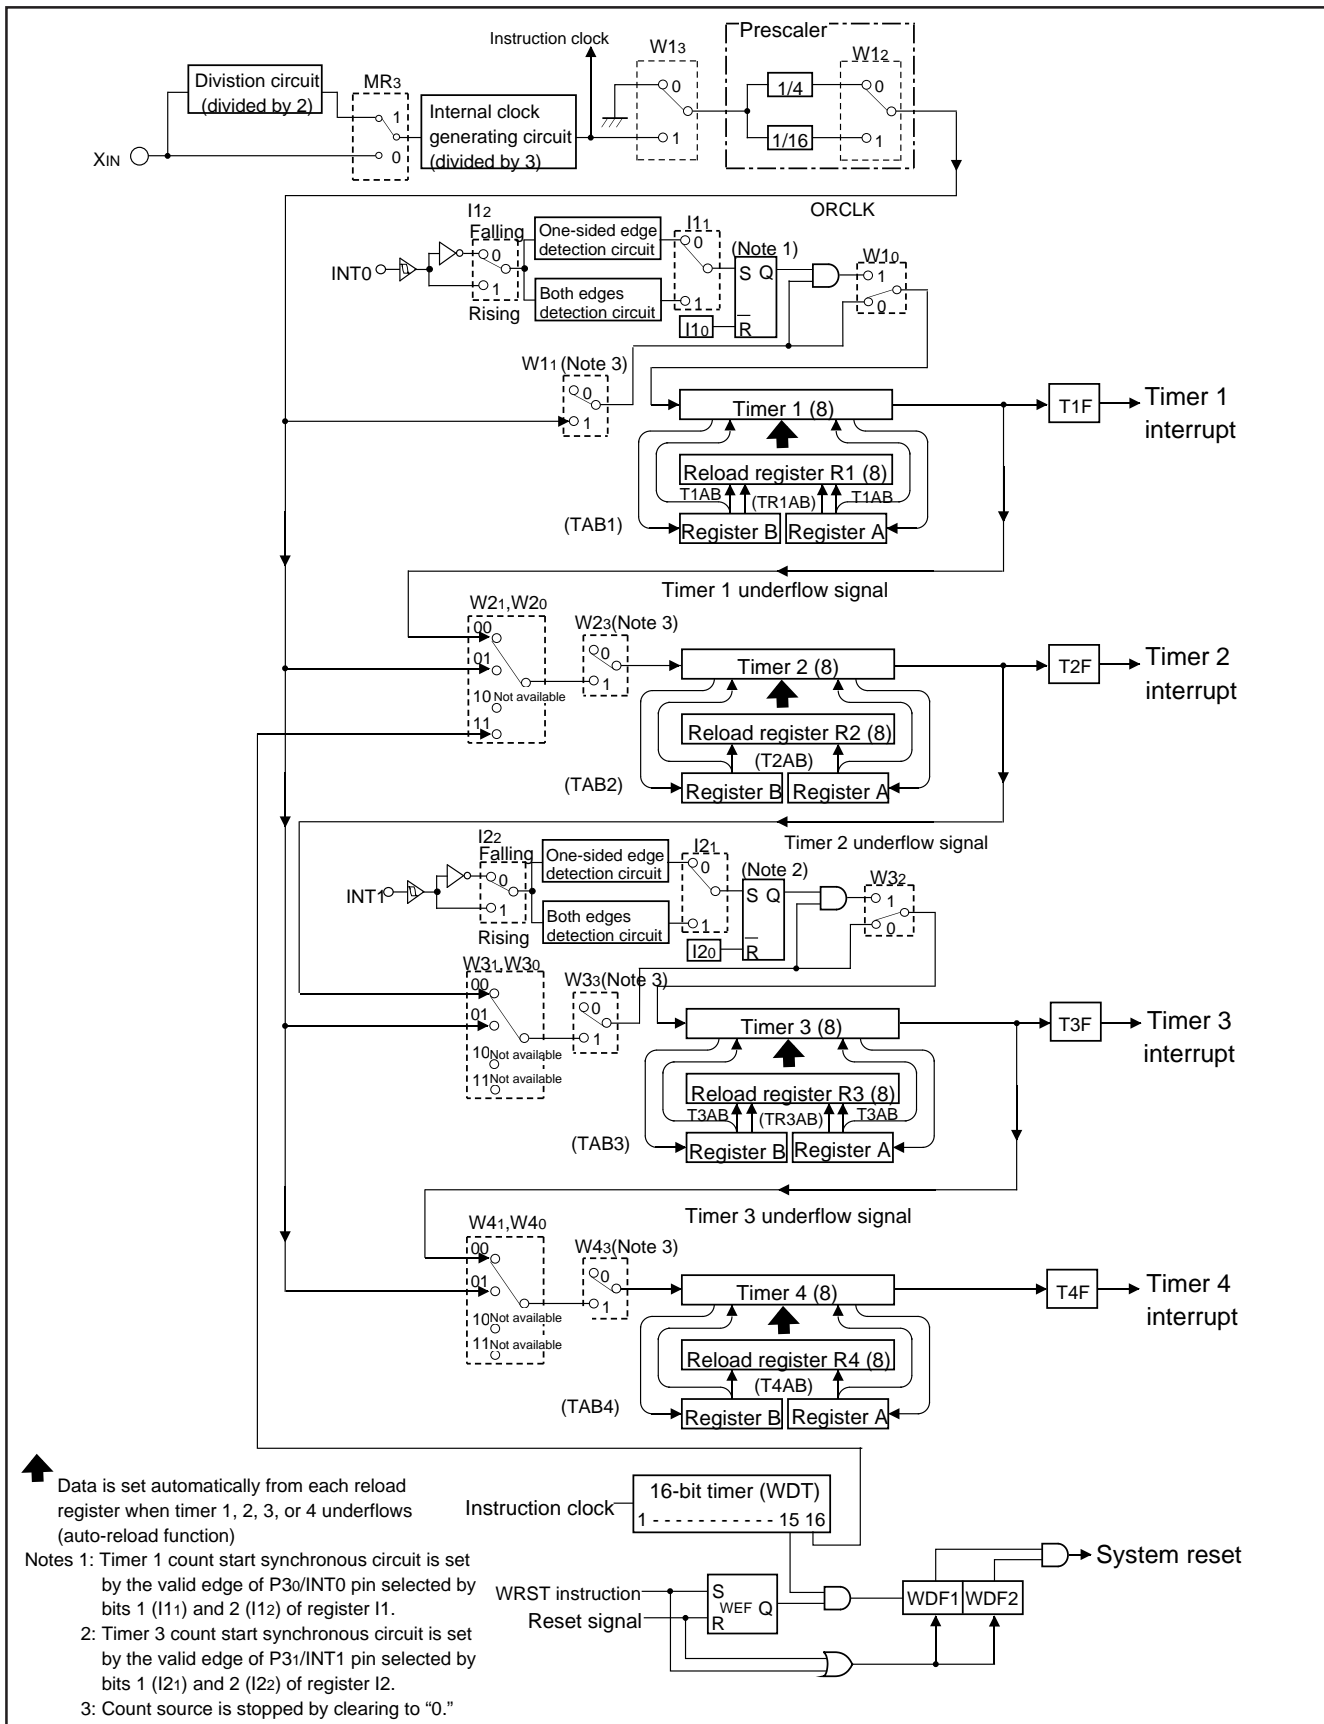 Instruction clock
W13
Prescaler
W12
Divistion circuit
(divided by 2)
MR3
1
0
Internal clock
generating circuit
(divided by 3)
0
1
1/4
1/16
0
1
XIN
ORCLK
I12
Falling
One-sided edge
detection circuit
I11
(Note 1)
W10
INT0
0
1
Rising
Both edges
detection circuit
0
1
S Q
R
I10
1
0
W11 (Note 3)
0
1
Timer 1 (8)
T1F
Timer 1
interrupt
Reload register R1 (8)
T1AB
(TR1AB)
T1AB
(TAB1)
Register B
Register A
Timer 1 underflow signal
W21,W20
00
01
10 Not available
11
W23(Note 3)
0
1
Timer 2 (8)
T2F
Timer 2
interrupt
Reload register R2 (8)
(T2AB)
(TAB2)
Register B
Register A
Timer 2 underflow signal
I22
Falling
One-sided edge
detection circuit
I21
(Note 2)
W32
INT1
0
1
Rising
Both edges
detection circuit
0
1
S Q
R
I20
1
0
W31,W30
00
01
10 Not available
11 Not available
W33(Note 3)
0
1
Timer 3 (8)
T3F
Timer 3
interrupt
Reload register R3 (8)
T3AB
(TR3AB)
T3AB
(TAB3)
Register B
Register A
Timer 3 underflow signal
W41,W40
00
01
10 Not available
11 Not available
W43(Note 3)
0
1
Timer 4 (8)
T4F
Timer 4
interrupt
Reload register R4 (8)
(T4AB)
(TAB4)
Register B
Register A
Data is set automatically from each reload
register when timer 1, 2, 3, or 4 underflows
(auto-reload function)
Notes 1: Timer 1 count start synchronous circuit is set
by the valid edge of P30/INT0 pin selected by
bits 1 (I11) and 2 (I12) of register I1.
2: Timer 3 count start synchronous circuit is set
by the valid edge of P31/INT1 pin selected by
bits 1 (I21) and 2 (I22) of register I2.
3: Count source is stopped by clearing to “0.”
Instruction clock
16-bit timer (WDT)
1 - - - - - - - - - - - 15 16
WRST instruction
Reset signal
S
WEF Q
R
WDF1
WDF2
System reset